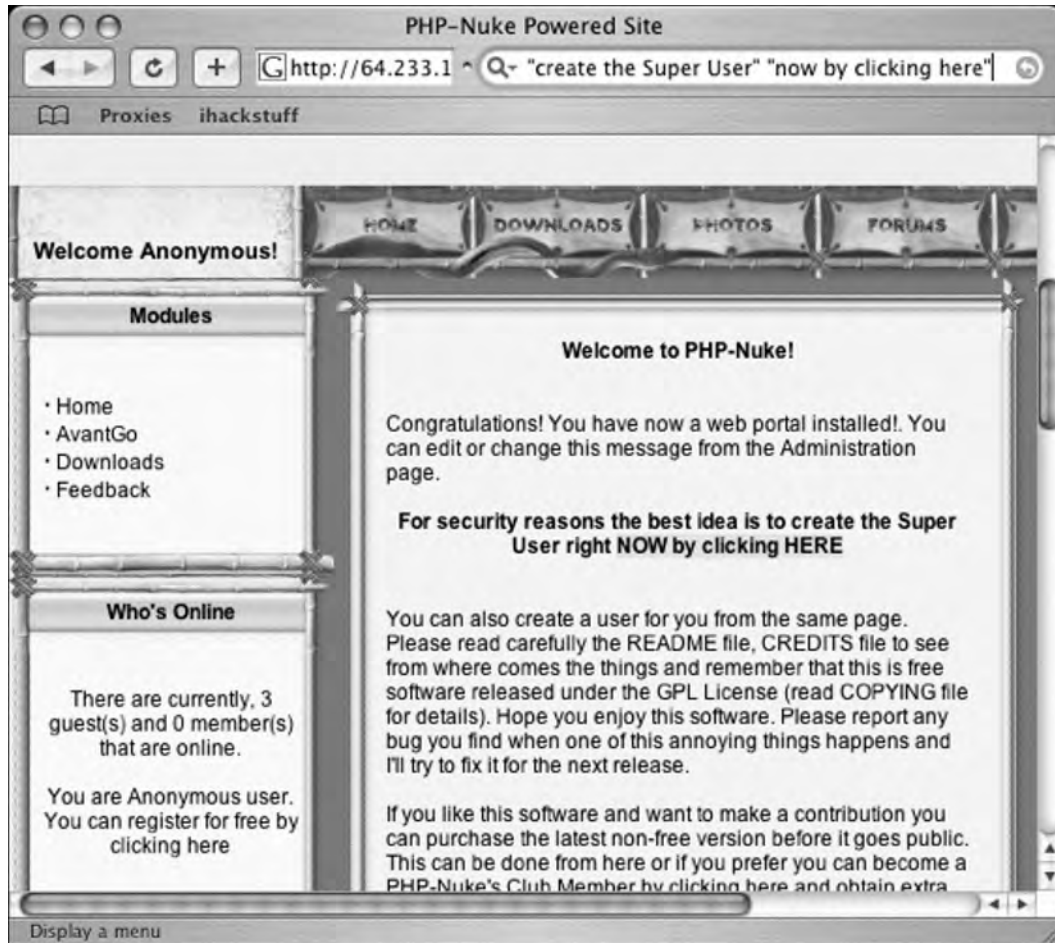 PHP-Nuke Powered Site
G http://64.233.1
"create the Super User" "now by clicking here"
Proxies ihackstuff
Welcome Anonymous!
HOME DOWNLOADS PHOTOS FORUMS
Modules
· Home
· AvantGo
· Downloads
· Feedback
Who's Online
There are currently, 3
guest(s) and 0 member(s)
that are online.
You are Anonymous user.
You can register for free by
clicking here
Welcome to PHP-Nuke!
Congratulations! You have now a web portal installed!. You
can edit or change this message from the Administration
page.
For security reasons the best idea is to create the Super
User right NOW by clicking HERE
You can also create a user for you from the same page.
Please read carefully the README file, CREDITS file to see
from where comes the things and remember that this is free
software released under the GPL License (read COPYING file
for details). Hope you enjoy this software. Please report any
bug you find when one of this annoying things happens and
I'll try to fix it for the next release.
If you like this software and want to make a contribution you
can purchase the latest non-free version before it goes public.
This can be done from here or if you prefer you can become a
PHP-Nuke's Club Member by clicking here and obtain extra
Display a menu